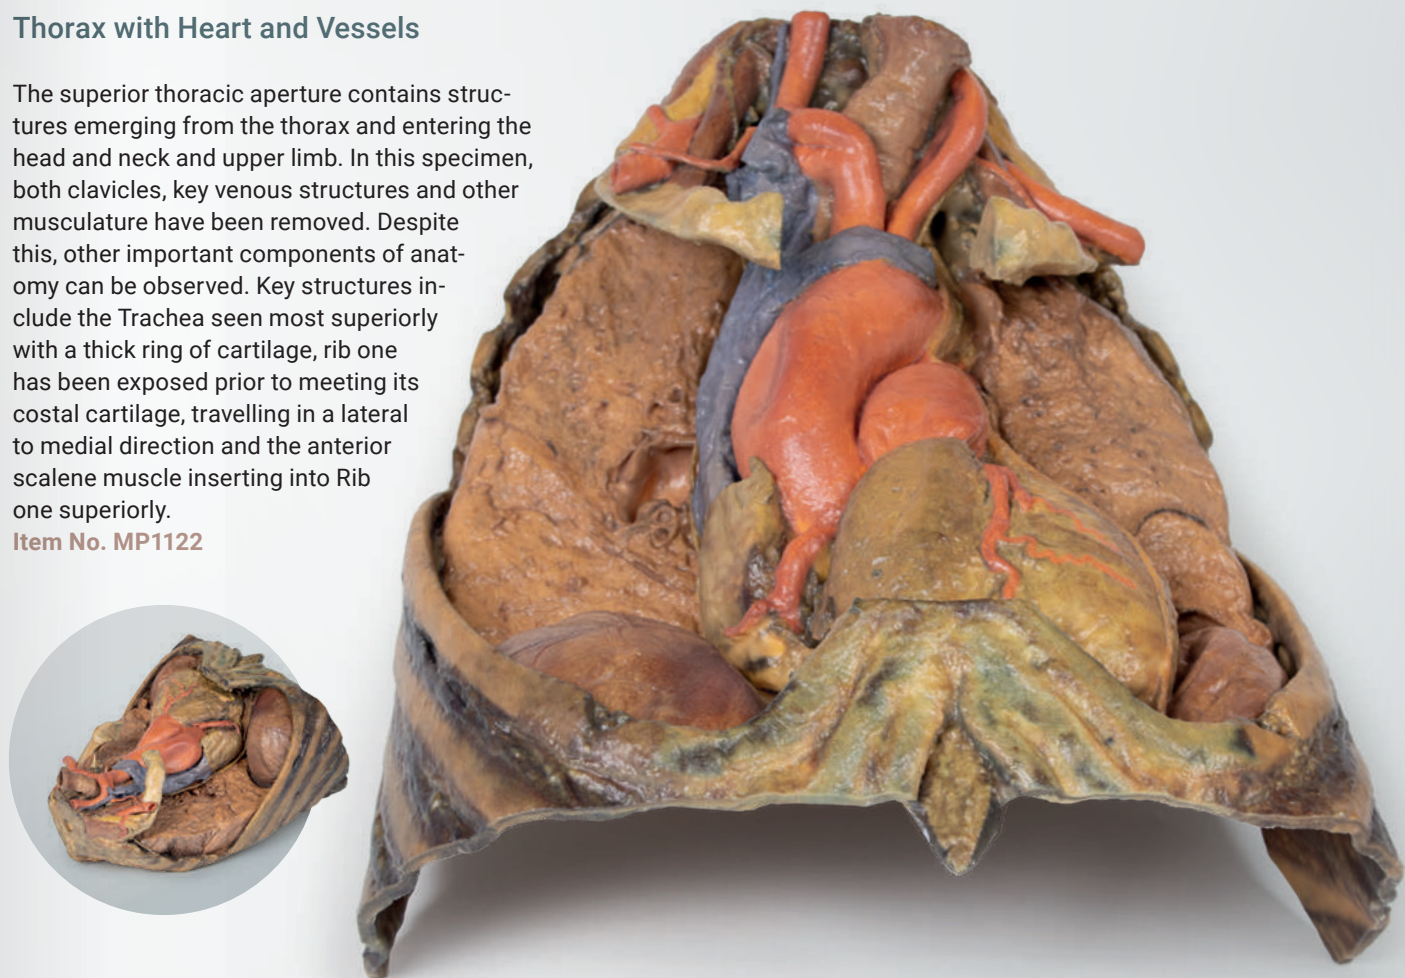 Thorax with Heart and Vessels
The superior thoracic aperture contains struc-
tures emerging from the thorax and entering the
head and neck and upper limb. In this specimen,
both clavicles, key venous structures and other
musculature have been removed. Despite
this, other important components of anat-
omy can be observed. Key structures in-
clude the Trachea seen most superiorly
with a thick ring of cartilage, rib one
has been exposed prior to meeting its
costal cartilage, travelling in a lateral
to medial direction and the anterior
scalene muscle inserting into Rib
one superiorly.
Item No. MP1122